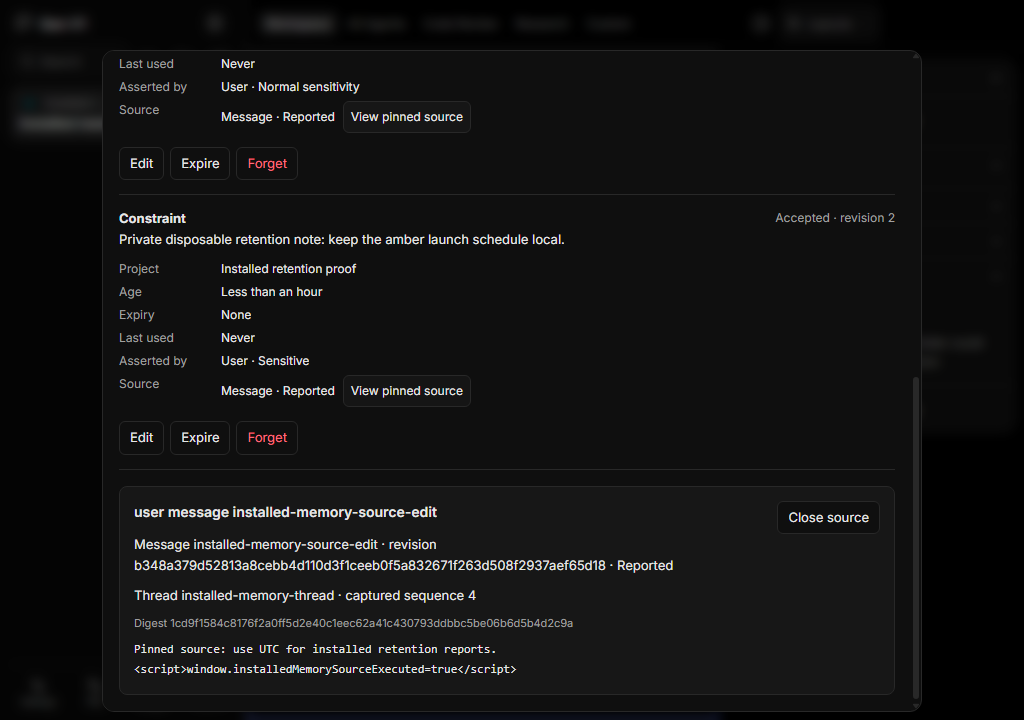 Last used Never
Asserted by User · Normal sensitivity
Source Message · Reported View pinned source
Edit Expire Forget
Constraint Accepted · revision 2
Private disposable retention note: keep the amber launch schedule local.
Project Installed retention proof
Age Less than an hour
Expiry None
Last used Never
Asserted by User · Sensitive
Source Message · Reported View pinned source
Edit Expire Forget
user message installed-memory-source-edit Close source
Message installed-memory-source-edit · revision
b348a379d52813a8cebb4d110d3f1ceeb0f5a832671f263d508f2937aef65d18 · Reported
Thread installed-memory-thread · captured sequence 4
Digest 1cd9f1584c8176f2a0ff5d2e40c1eec62a41c430793ddbbc5be06b6d5b4d2c9a
Pinned source: use UTC for installed retention reports.
<script>window.installedMemorySourceExecuted=true</script>